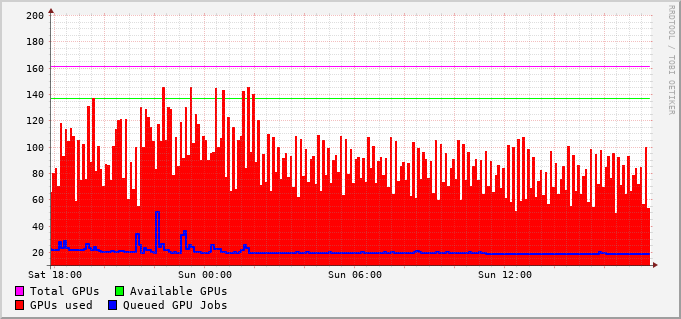 200
180
160
140
120
100
80
60
40
20
Sat 18:00 Sun 00:00 Sun 06:00 Sun 12:00
Total GPUs Available GPUs
GPUs used Queued GPU Jobs
RRDTOOL / TOBI OETIKER